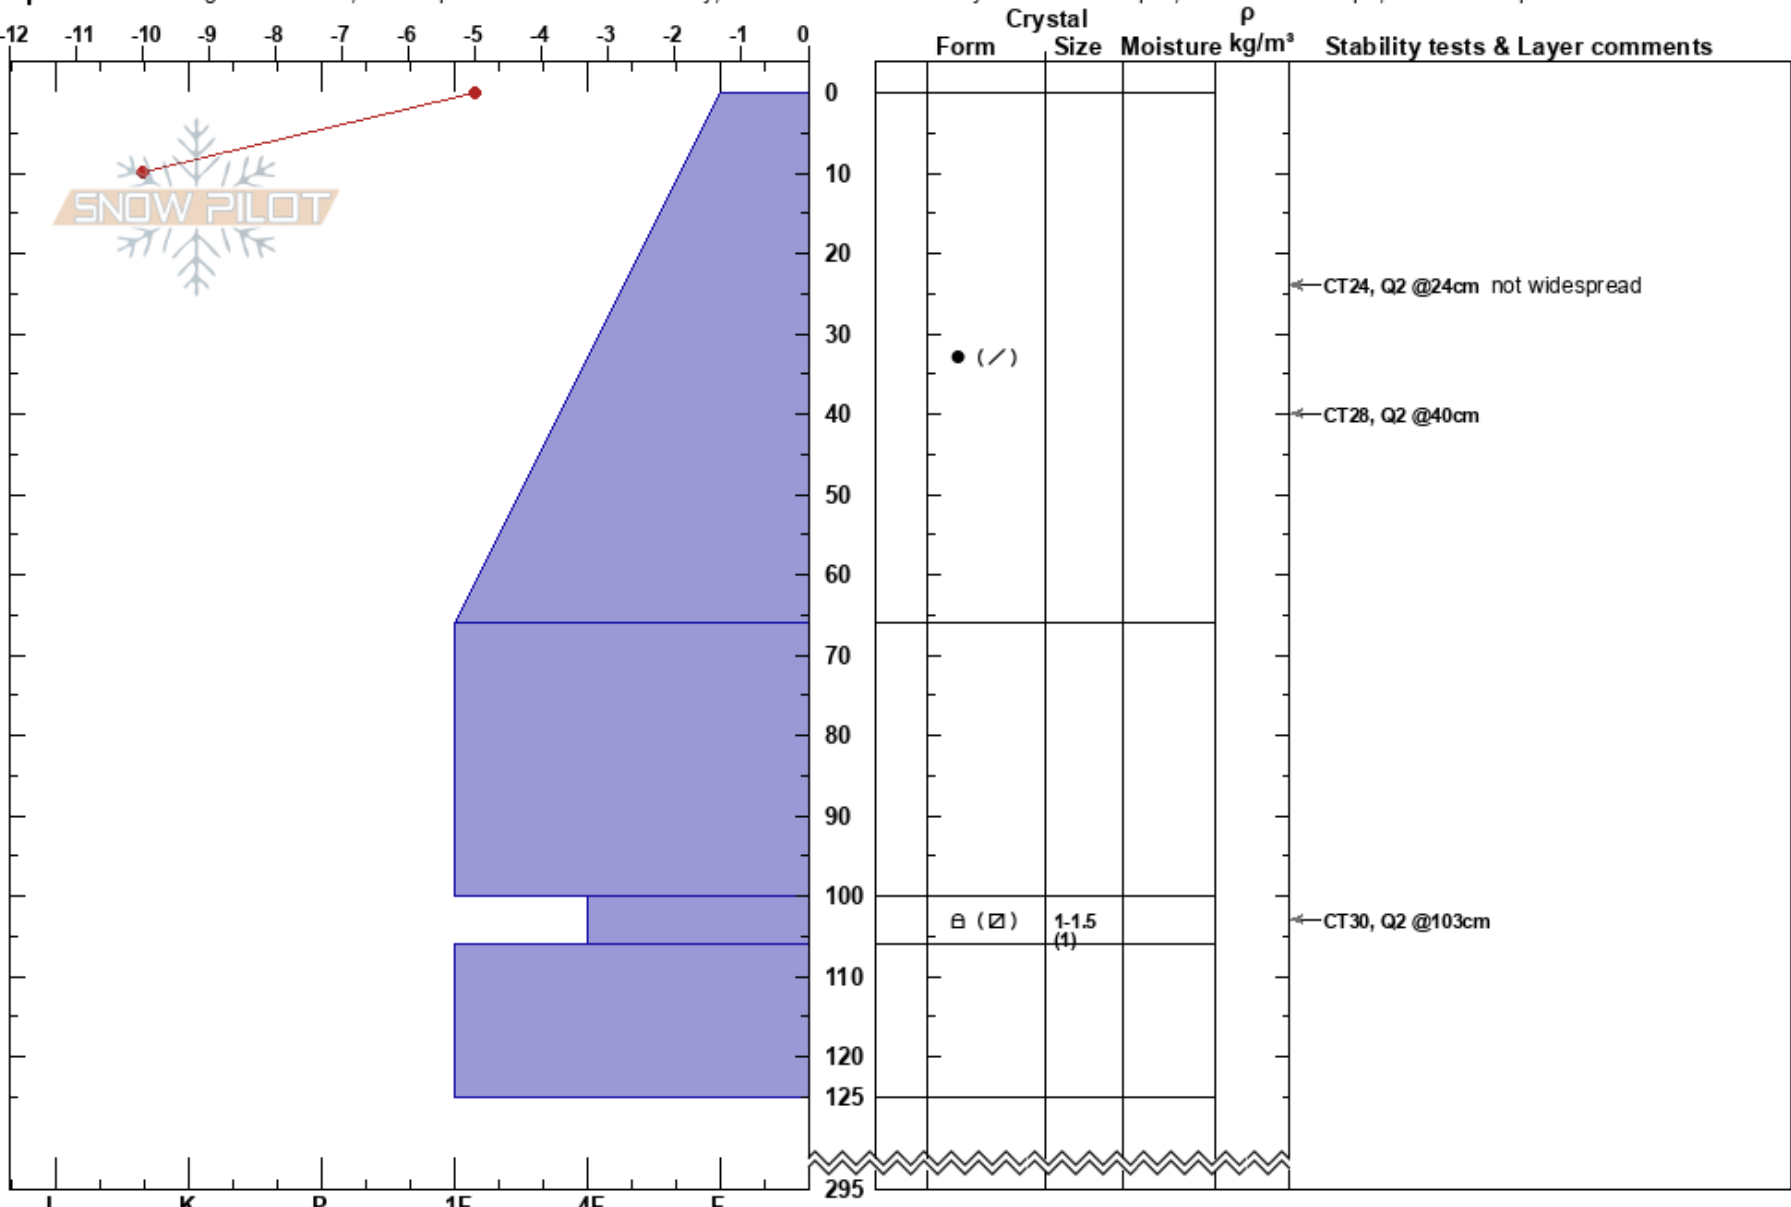 Crystal ρ
-12 -11 -10 -9 -8 -7 -6 -5 -4 -3 -2 -1 0
Form Size Moisture kg/m³ Stability tests & Layer comments
0
10
SNOW PILOT
20
CT24, Q2 @24cm not widespread
30
● (／)
40
CT28, Q2 @40cm
50
60
70
80
90
100
1-1.5
CT30, Q2 @103cm
(1)
110
120
125
295
I K P 1F 4F F